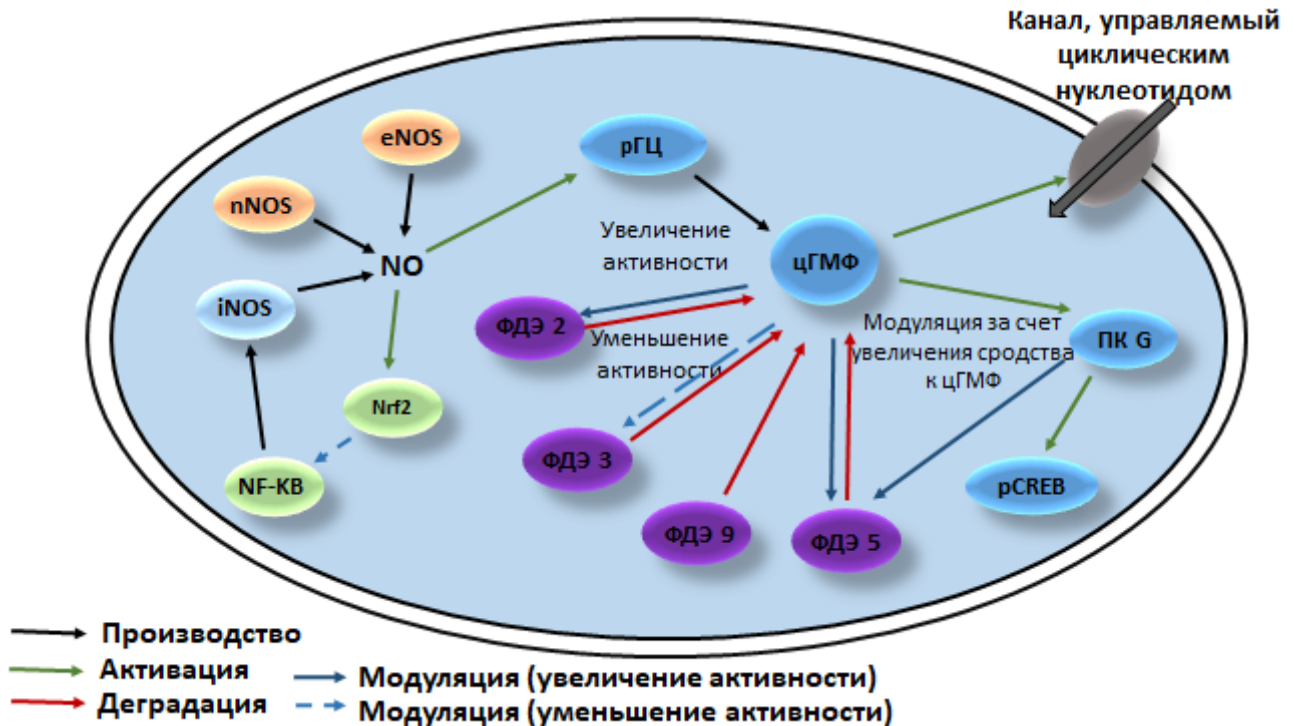 Канал, управляемый
циклическим
нуклеотидом
eNOS
рГЦ
nNOS
NO
Увеличение
активности
цГМФ
iNOS
ФДЭ 2
Уменьшение
активности
Модуляция за счет
увеличения сродства
к цГМФ
ПК G
Nrf2
ФДЭ 3
NF-KB
pCREB
ФДЭ 9
ФДЭ 5
Производство
Активация
Деградация
Модуляция (увеличение активности)
Модуляция (уменьшение активности)